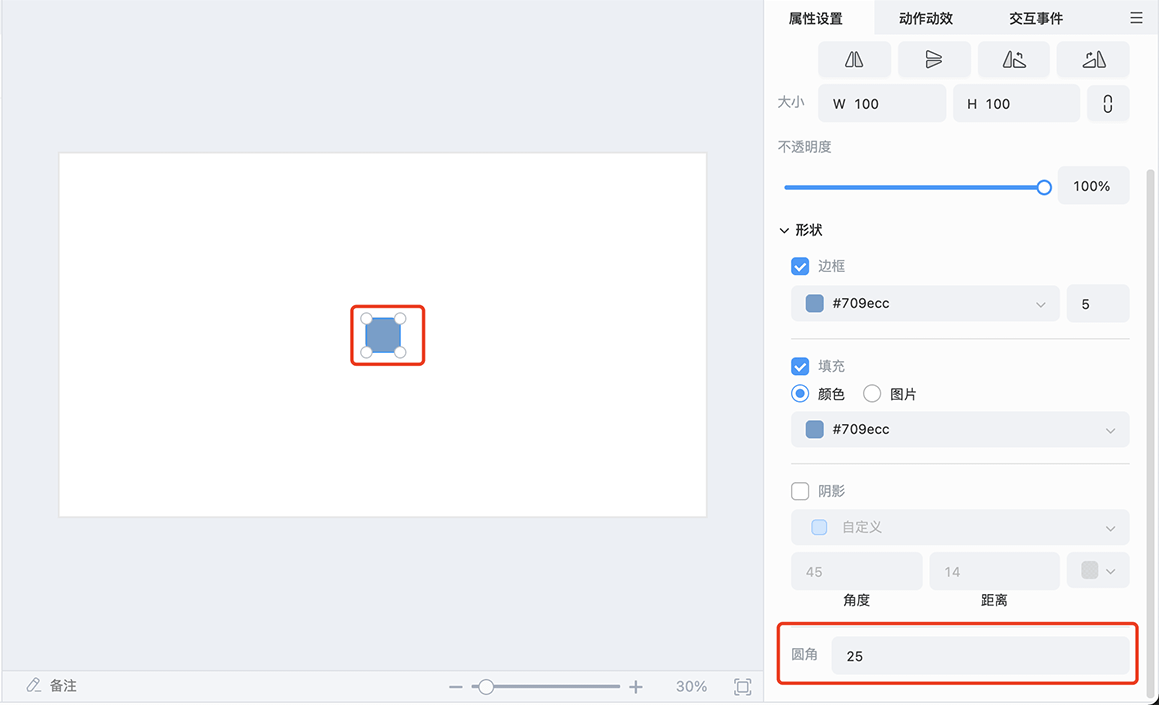 属性设置 动作动效 交互事件
大小 W 100 H 100
不透明度
100%
形状
边框
#709ecc 5
填充
颜色 图片
#709ecc
阴影
自定义
45 14
角度 距离
圆角 25
备注 30%